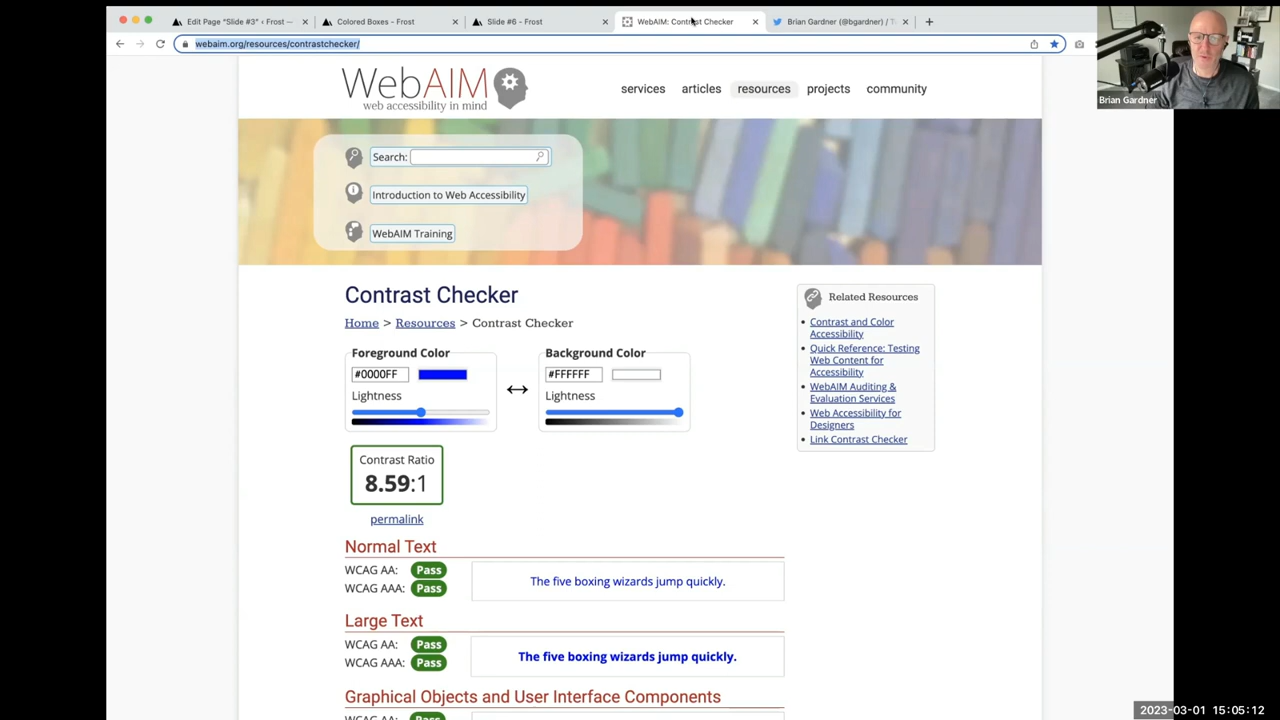 Edit Page "Slide #3" ‹ Frost —
Colored Boxes - Frost
Slide #6 - Frost
WebAIM: Contrast Checker
Brian Gardner (@bgardner) / T
webaim.org/resources/contrastchecker/
Brian Gardner
WebAIM
web accessibility in mind
services
articles
resources
projects
community
Search:
Introduction to Web Accessibility
WebAIM Training
Contrast Checker
Home > Resources > Contrast Checker
Foreground Color
#0000FF
Lightness
Background Color
#FFFFFF
Lightness
Contrast Ratio
8.59:1
permalink
Related Resources
Contrast and Color
Accessibility
Quick Reference: Testing
Web Content for
Accessibility
WebAIM Auditing &
Evaluation Services
Web Accessibility for
Designers
Link Contrast Checker
Normal Text
WCAG AA: Pass
WCAG AAA: Pass
The five boxing wizards jump quickly.
Large Text
WCAG AA: Pass
WCAG AAA: Pass
The five boxing wizards jump quickly.
Graphical Objects and User Interface Components
WCAG AA: Pass
2023-03-01 15:05:12